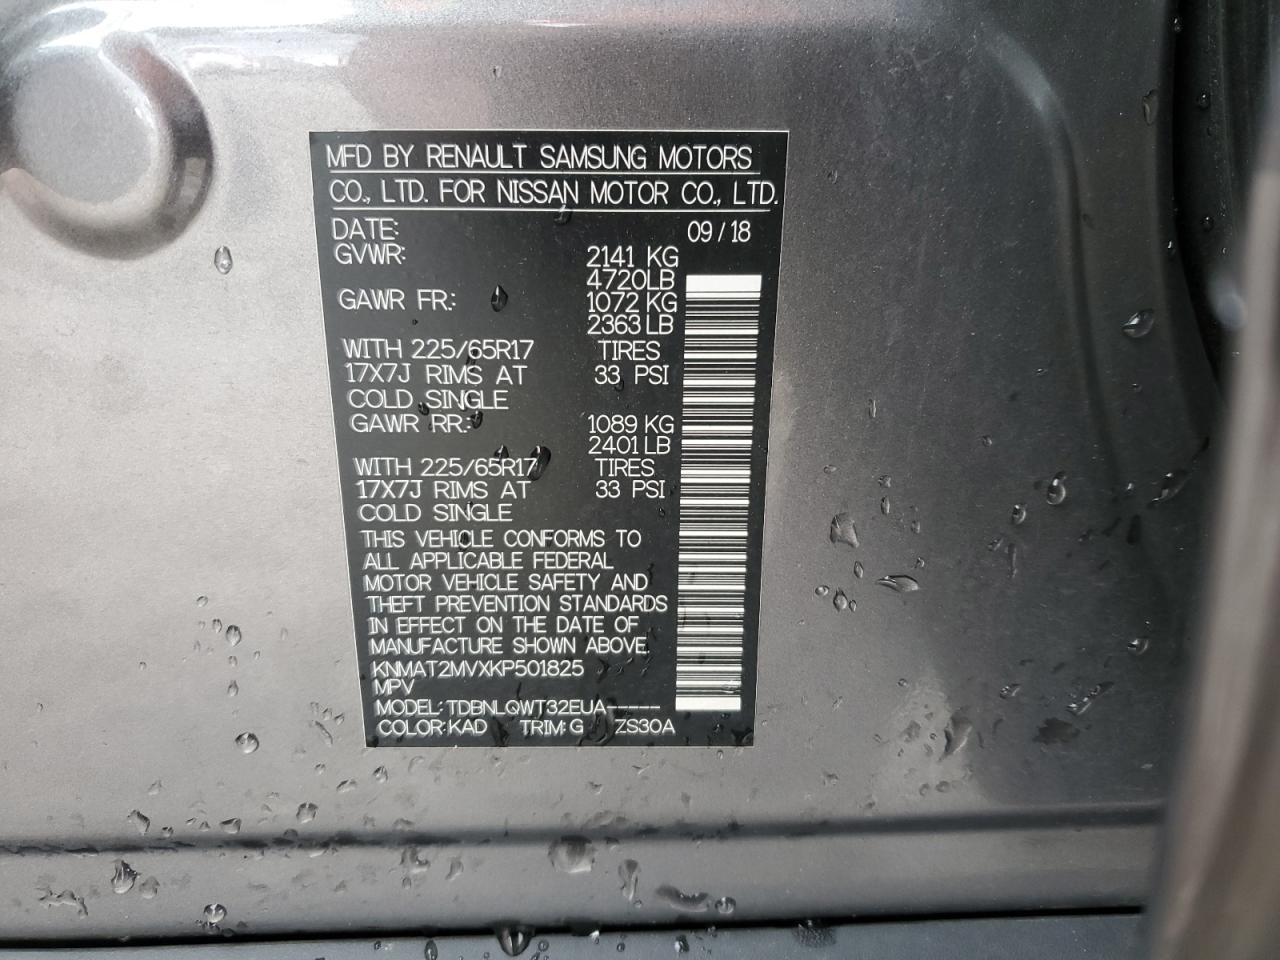 MFD BY RENAULT SAMSUNG MOTORS
CO., LTD. FOR NISSAN MOTOR CO., LTD.
DATE: 09 / 18
GVWR: 2141 KG
4720LB
GAWR FR.: 1072 KG
2363 LB
WITH 225/65R17 TIRES
17X7J RIMS AT 33 PSI
COLD SINGLE
GAWR RR.: 1089 KG
2401 LB
WITH 225/65R17 TIRES
17X7J RIMS AT 33 PSI
COLD SINGLE
THIS VEHICLE CONFORMS TO
ALL APPLICABLE FEDERAL
MOTOR VEHICLE SAFETY AND
THEFT PREVENTION STANDARDS
IN EFFECT ON THE DATE OF
MANUFACTURE SHOWN ABOVE.
KNMAT2MVXKP501825
MPV
MODEL: TDBNLQWT32EUA-----
COLOR: KAD TRIM: G ZS30A